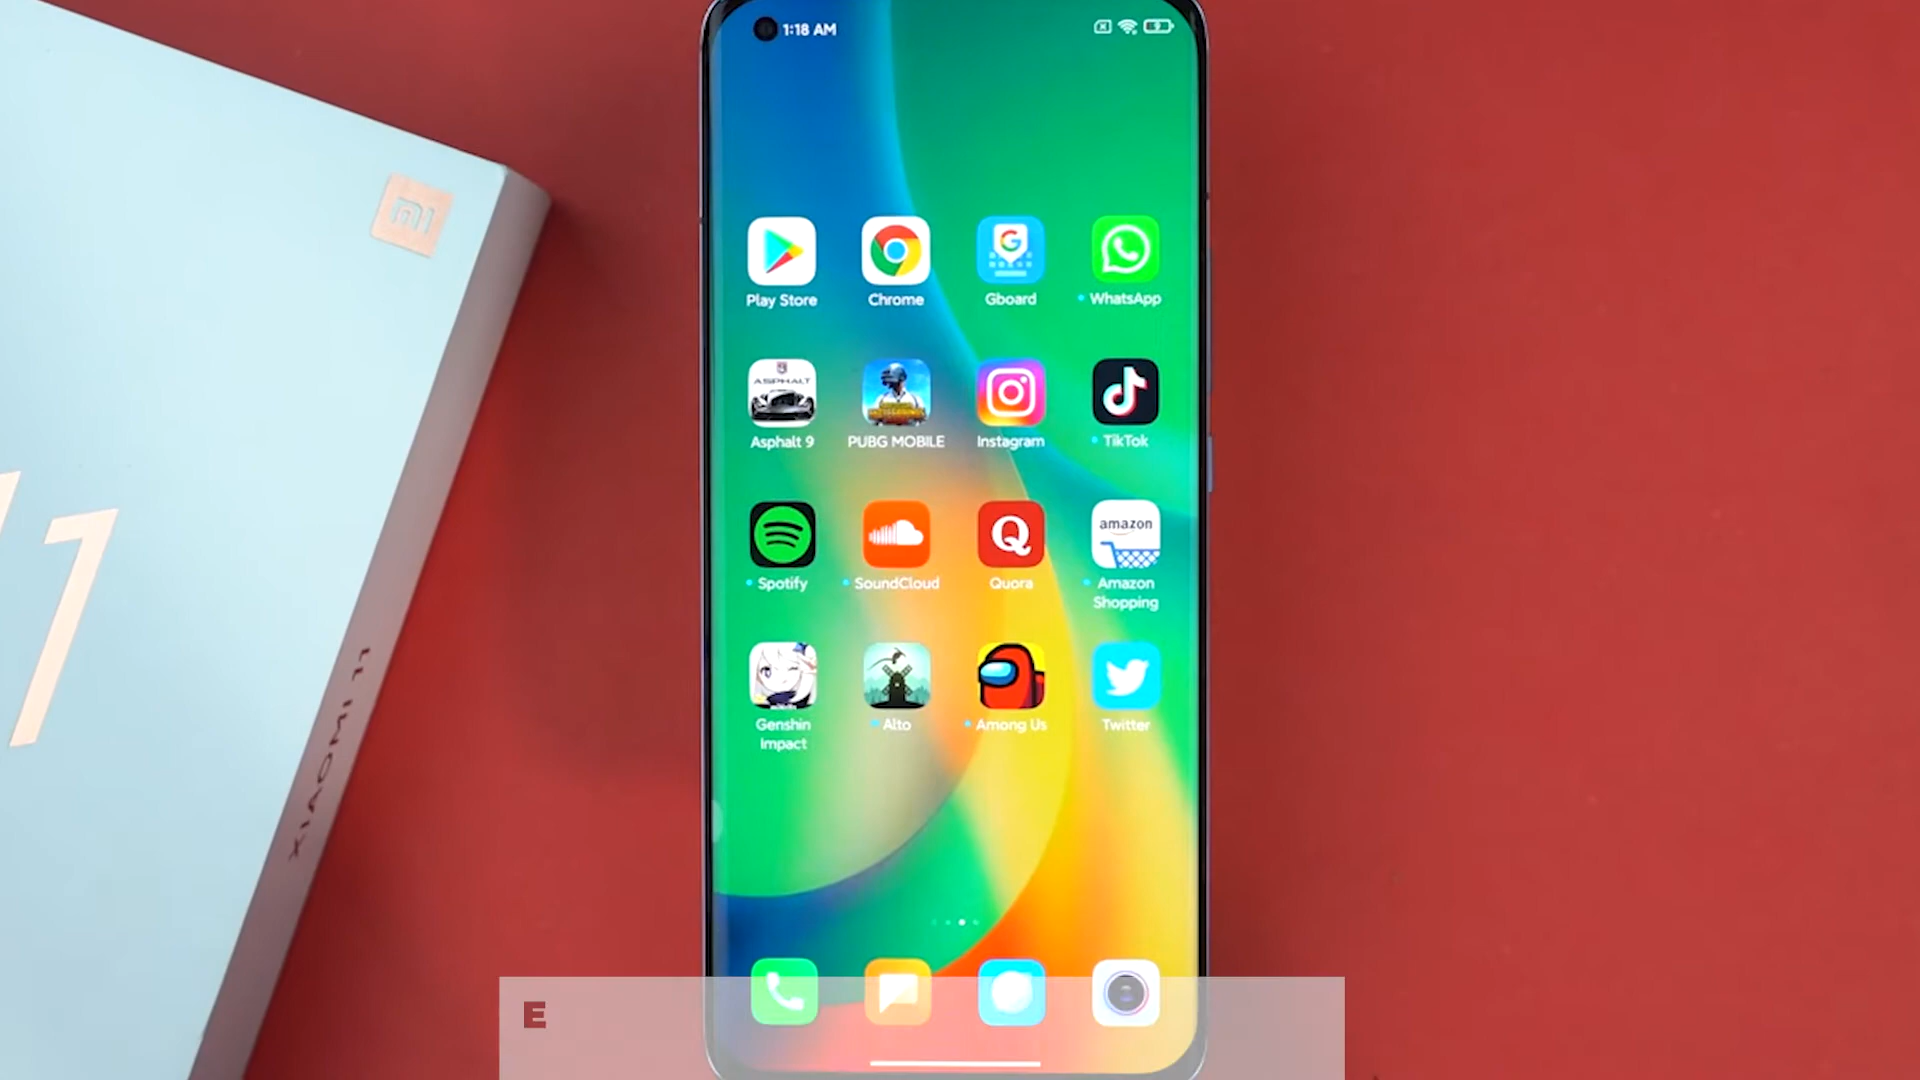 1:18 AM
Play Store
Chrome
Gboard
WhatsApp
ASPHALT
Asphalt 9
PUBG MOBILE
Instagram
TikTok
Spotify
SoundCloud
Quora
amazon
Amazon
Shopping
Genshin
Impact
Alto
Among Us
Twitter
11
XIAOMI 11
E